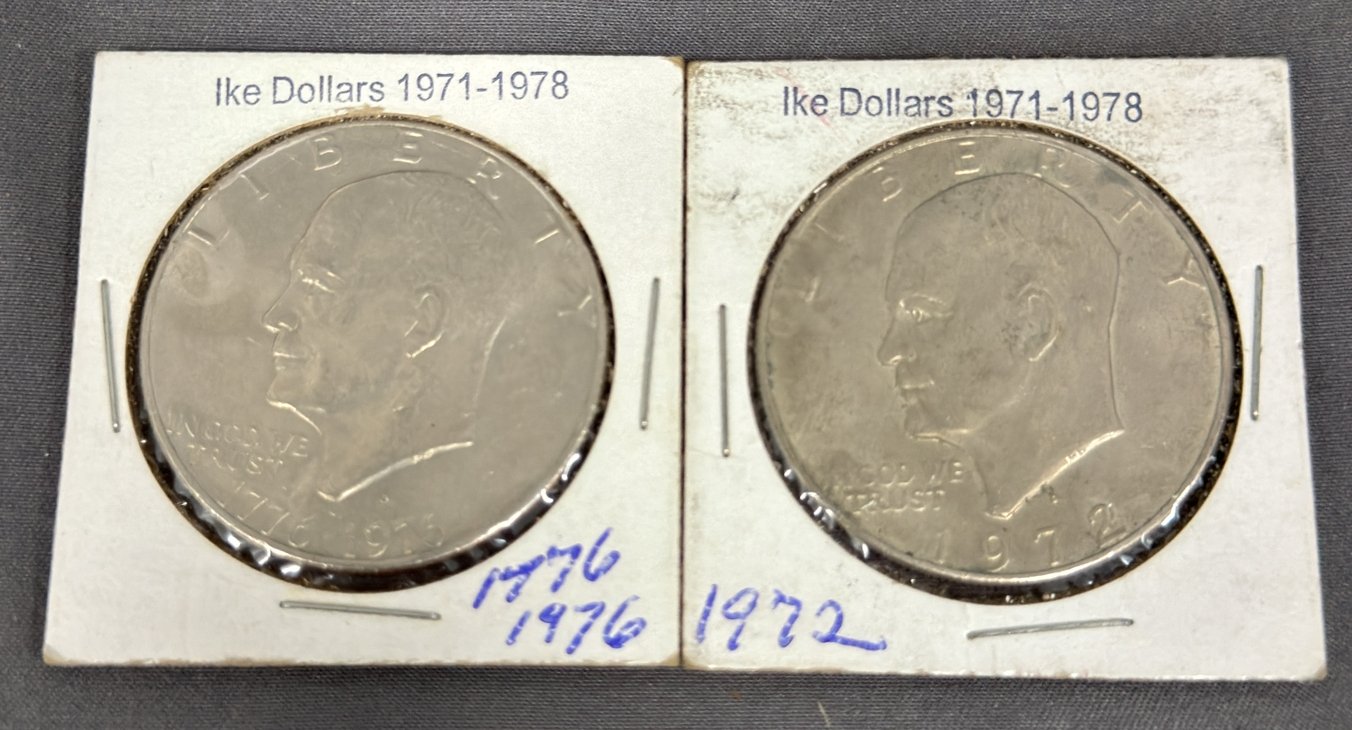 Ike Dollars 1971-1978
LIBERTY
IN GOD WE
TRUST
1776-1976
1776
1976
Ike Dollars 1971-1978
LIBERTY
IN GOD WE
TRUST
1972
1972